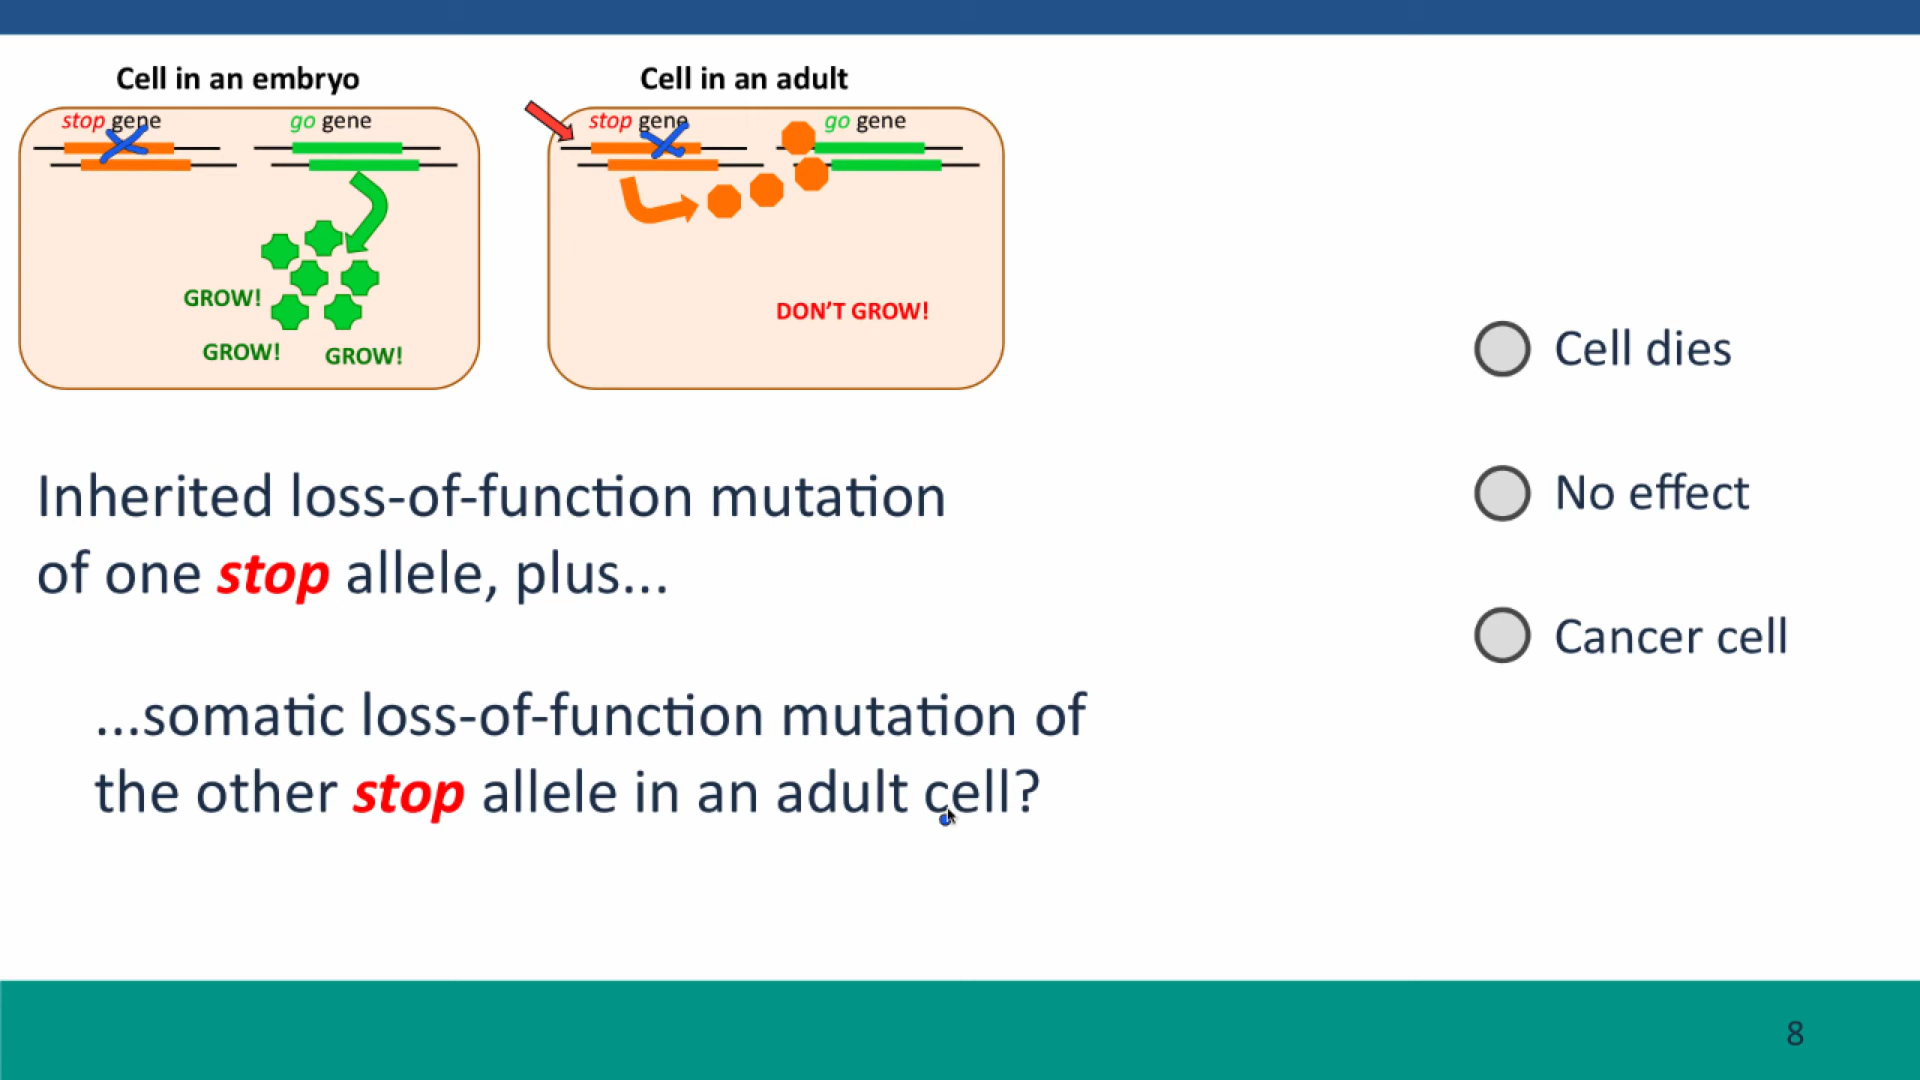 Cell in an embryo
stop gene
go gene
GROW!
GROW!
GROW!
Cell in an adult
stop gene
go gene
DON'T GROW!
Inherited loss-of-function mutation
of one stop allele, plus...
...somatic loss-of-function mutation of
the other stop allele in an adult cell?
Cell dies
No effect
Cancer cell
8